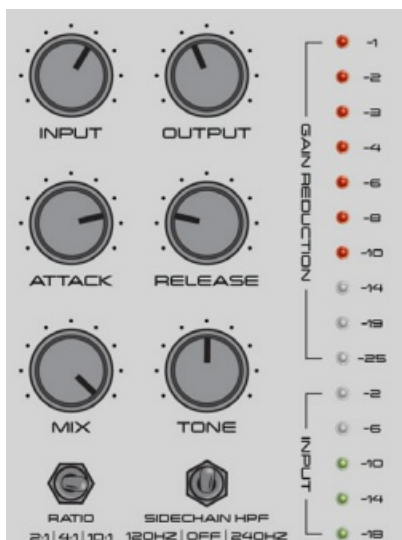 INPUT OUTPUT
ATTACK RELEASE
MIX TONE
RATIO
2:1 | 4:1 | 10:1
SIDECHAIN HPF
120HZ | OFF | 240HZ
GAIN REDUCTION
-1
-2
-3
-4
-6
-8
-10
-14
-19
-25
INPUT
-2
-6
-10
-14
-18